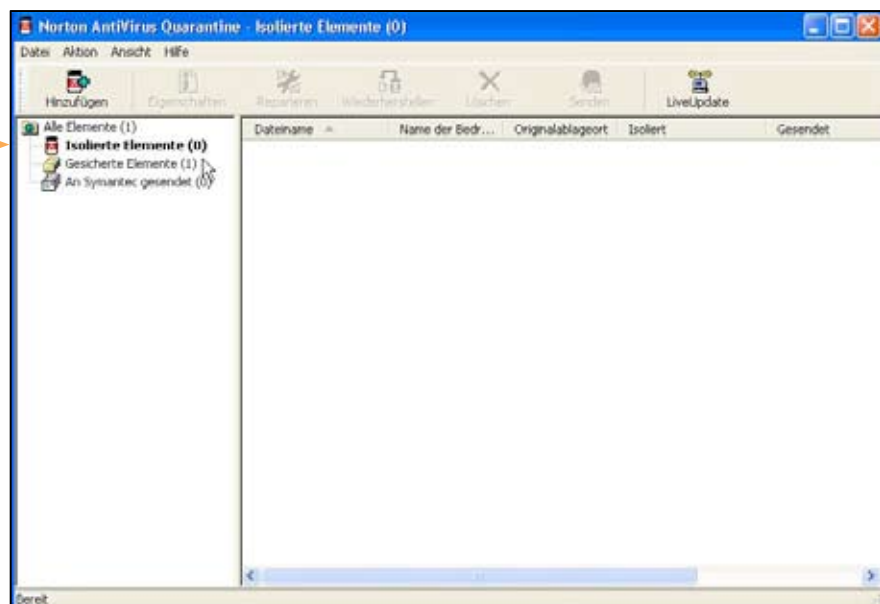 Norton AntiVirus Quarantine - Isolierte Elemente (0)
Datei Aktion Ansicht Hilfe
Hinzufügen Eigenschaften Reparieren Wiederherstellen Löschen Senden LiveUpdate
Alle Elemente (1)
Isolierte Elemente (0)
Gesicherte Elemente (1)
An Symantec gesendet (0)
Dateiname Name der Bedr... Originalablageort Isoliert Gesendet
Bereit